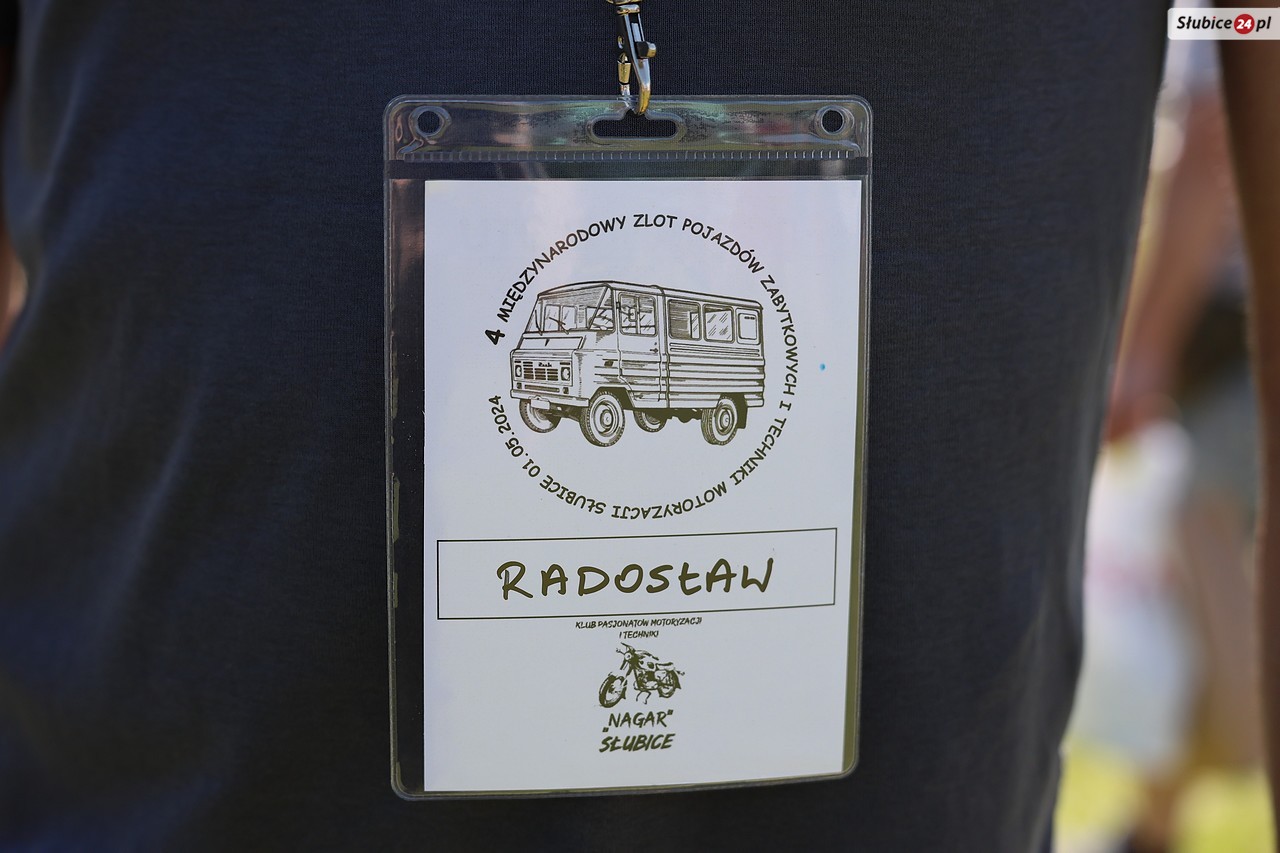 Słubice24.pl
4 MIĘDZYNARODOWY ZLOT POJAZDÓW ZABYTKOWYCH I TECHNIKI MOTORYZACJI SŁUBICE 01.05.2024
RADOSŁAW
KLUB PASJONATÓW MOTORYZACJI
I TECHNIKI
"NAGAR"
SŁUBICE